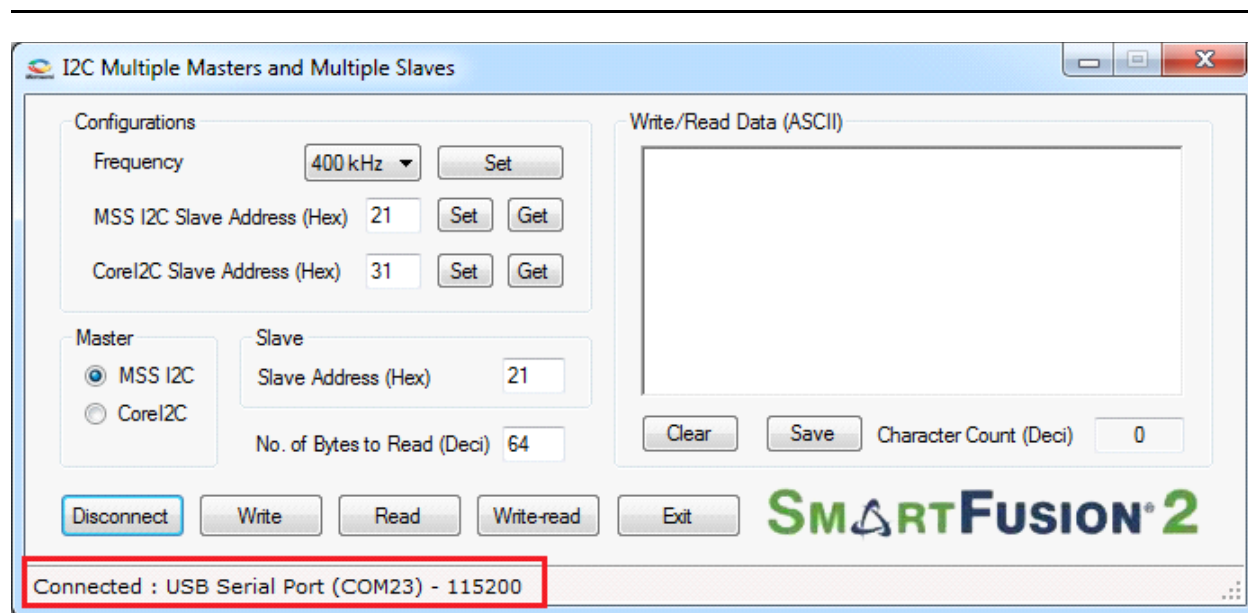 I2C Multiple Masters and Multiple Slaves
Configurations
Frequency 400 kHz Set
MSS I2C Slave Address (Hex) 21 Set Get
CoreI2C Slave Address (Hex) 31 Set Get
Master
MSS I2C
CoreI2C
Slave
Slave Address (Hex) 21
No. of Bytes to Read (Deci) 64
Write/Read Data (ASCII)
Clear Save Character Count (Deci) 0
Disconnect Write Read Write-read Exit
SMARTFUSION® 2
Connected : USB Serial Port (COM23) - 115200